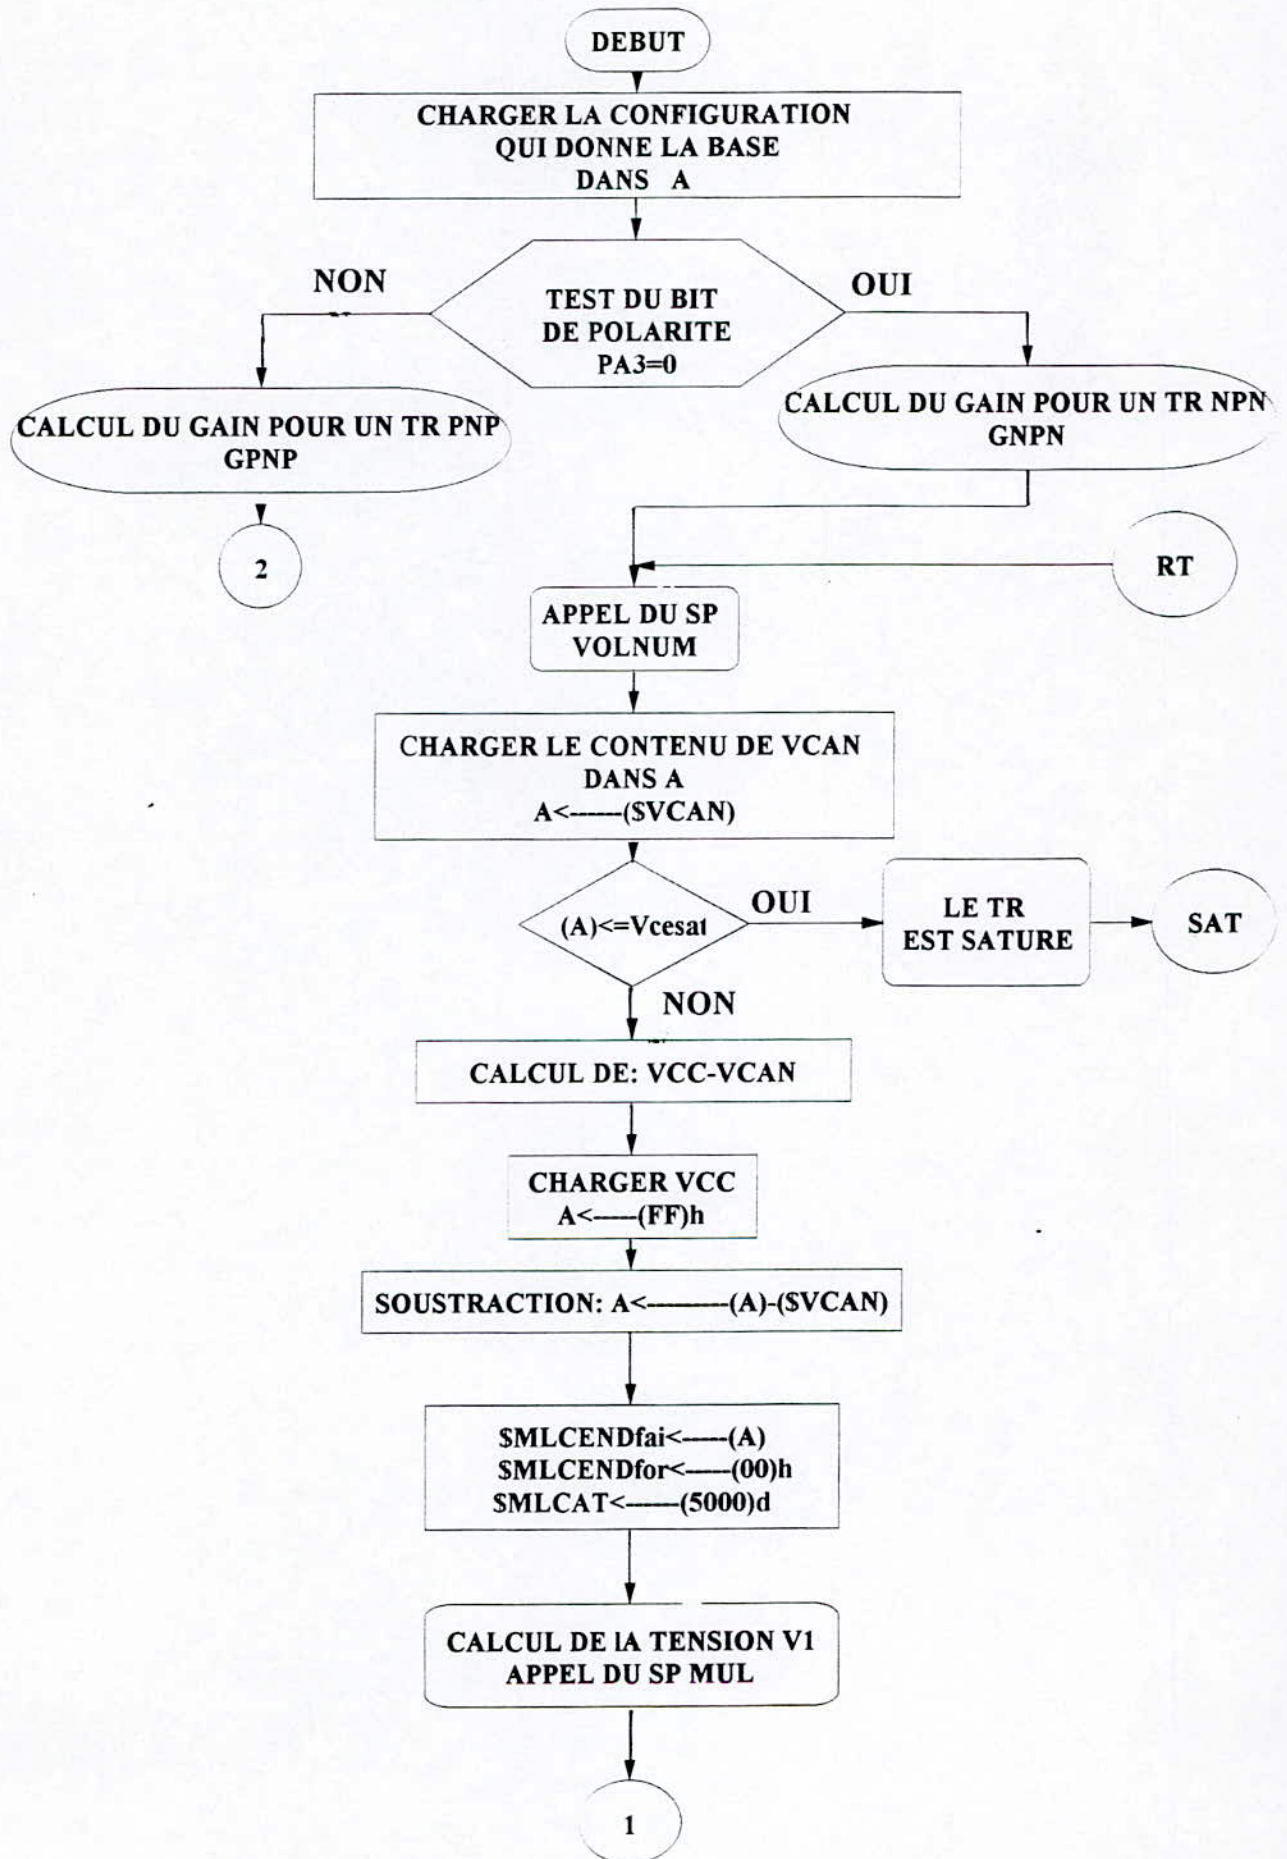 DEBUT
CHARGER LA CONFIGURATION
QUI DONNE LA BASE
DANS A
NON
OUI
TEST DU BIT
DE POLARITE
PA3=0
CALCUL DU GAIN POUR UN TR PNP
GPNP
CALCUL DU GAIN POUR UN TR NPN
GNPN
2
RT
APPEL DU SP
VOLNUM
CHARGER LE CONTENU DE VCAN
DANS A
A<------($VCAN)
(A)<=Vcesat
OUI
LE TR
EST SATURE
SAT
NON
CALCUL DE: VCC-VCAN
CHARGER VCC
A<-----(FF)h
SOUSTRACTION: A<----------(A)-($VCAN)
$MLCENDfai<-----(A)
$MLCENDfor<-----(00)h
$MLCAT<------(5000)d
CALCUL DE lA TENSION V1
APPEL DU SP MUL
1